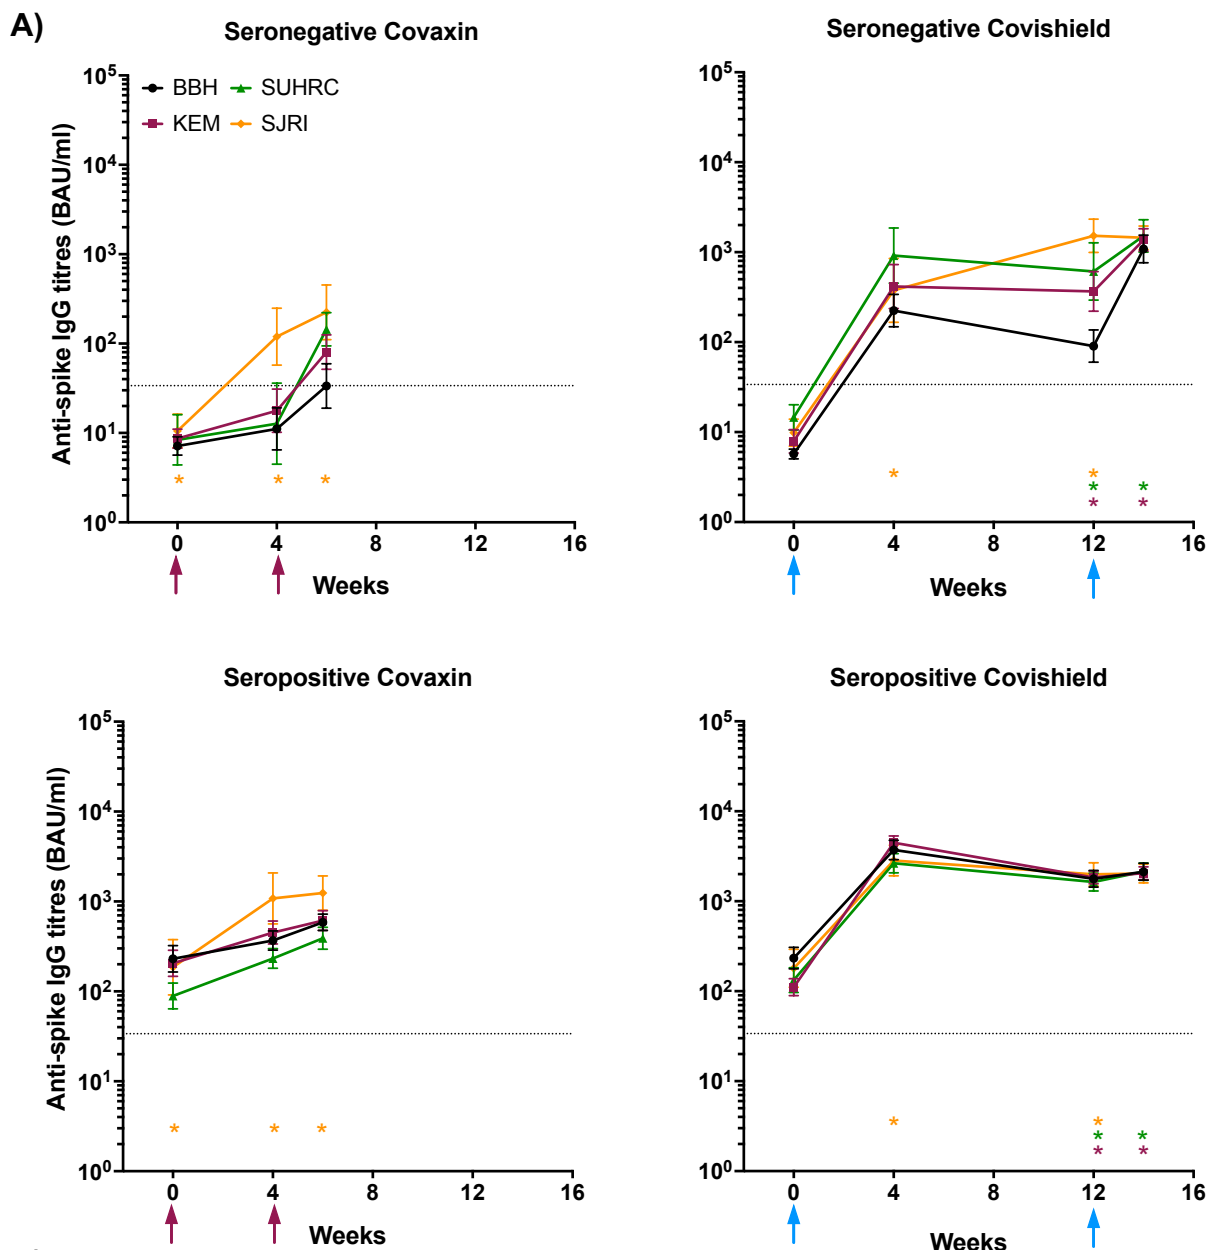 A)
Seronegative Covaxin
Anti-spike IgG titres (BAU/ml)
10⁵
10⁴
10³
10²
10¹
10⁰
BBH SUHRC
KEM SJRI
* * *
0 4 8 12 16
Weeks
Seronegative Covishield
10⁵
10⁴
10³
10²
10¹
10⁰
* *
* *
* *
0 4 8 12 16
Weeks
Seropositive Covaxin
Anti-spike IgG titres (BAU/ml)
10⁵
10⁴
10³
10²
10¹
10⁰
* * *
0 4 8 12 16
Weeks
Seropositive Covishield
10⁵
10⁴
10³
10²
10¹
10⁰
* *
* *
* *
0 4 8 12 16
Weeks